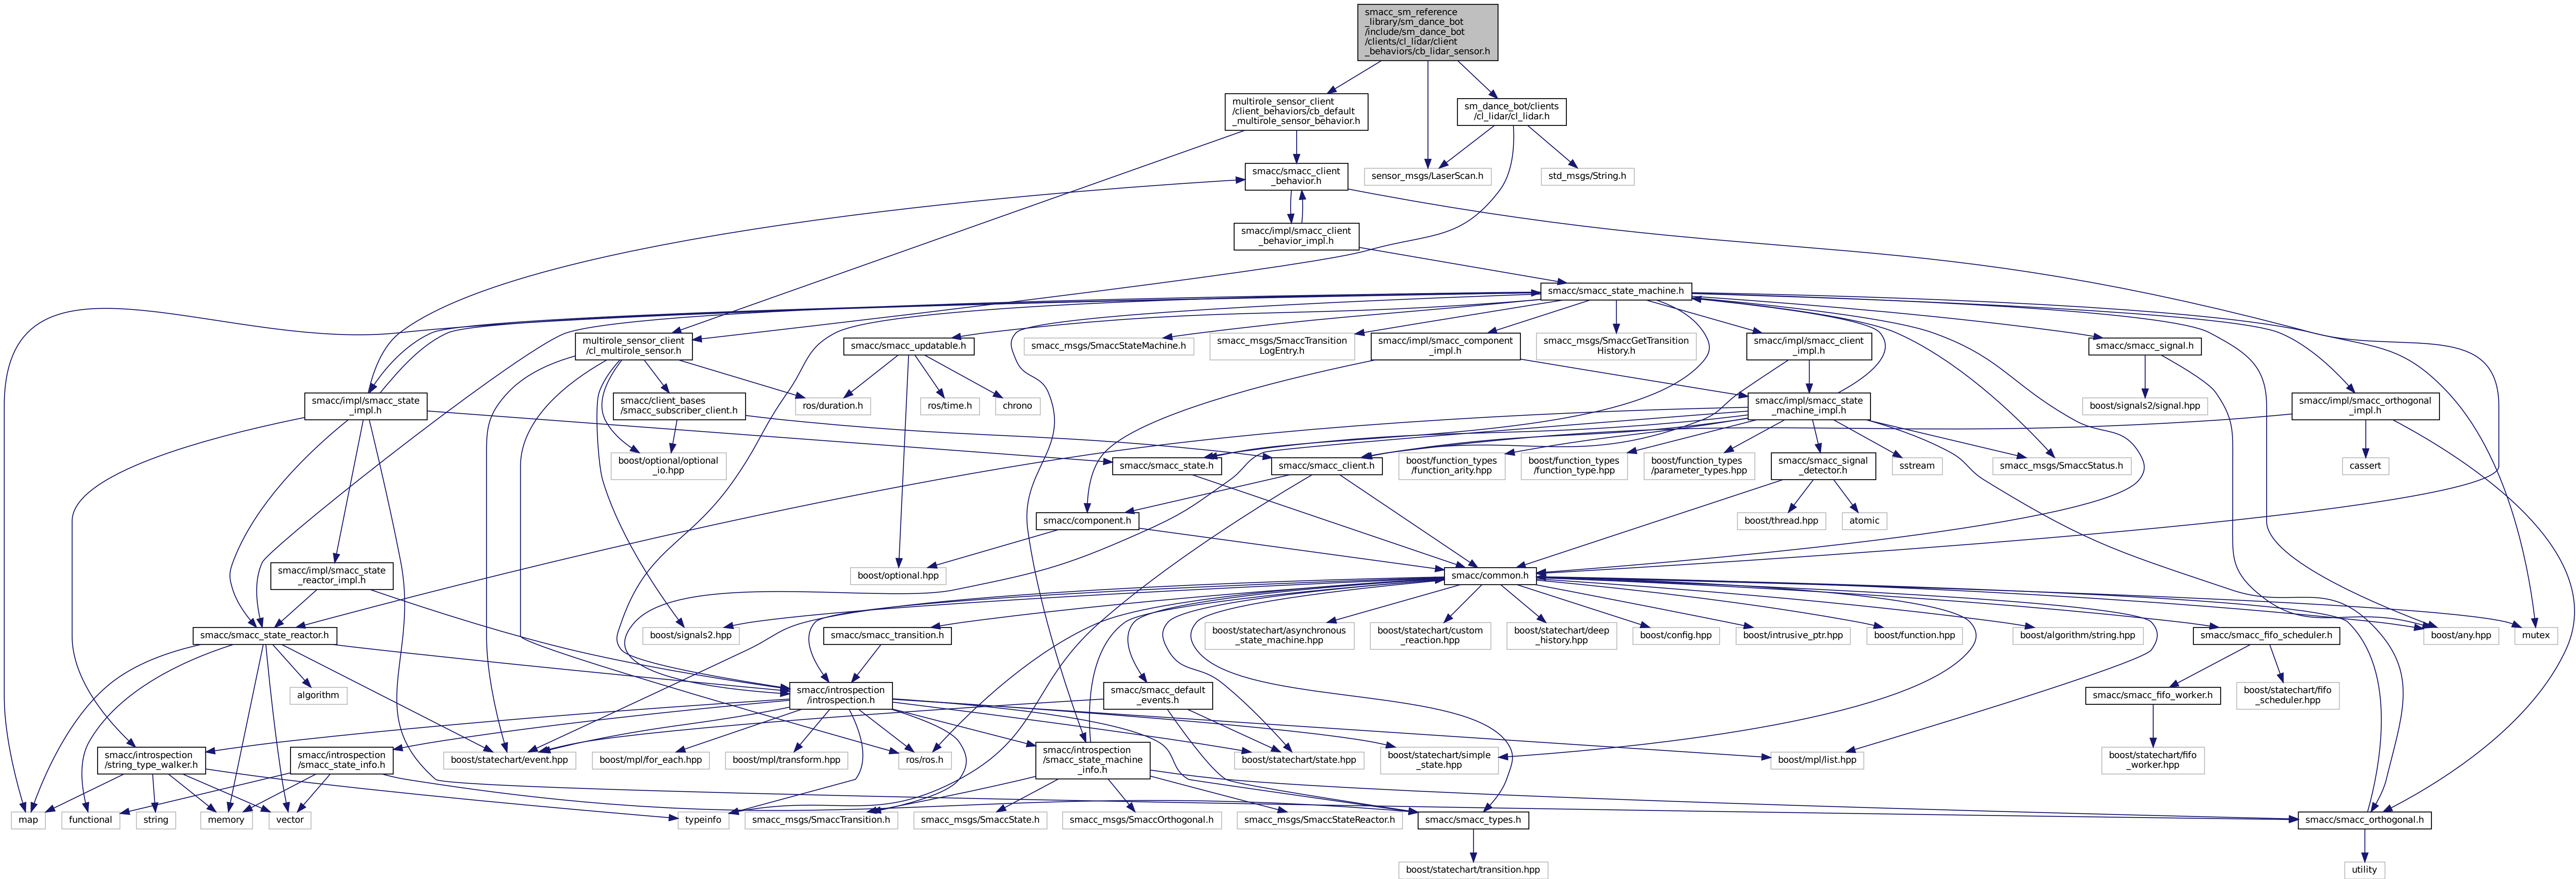 smacc_sm_reference
_library/sm_dance_bot
/include/sm_dance_bot
/clients/cl_lidar/client
_behaviors/cb_lidar_sensor.h
multirole_sensor_client
/client_behaviors/cb_default
_multirole_sensor_behavior.h
sm_dance_bot/clients
/cl_lidar/cl_lidar.h
smacc/smacc_client
_behavior.h
sensor_msgs/LaserScan.h
std_msgs/String.h
smacc/impl/smacc_client
_behavior_impl.h
smacc/smacc_state_machine.h
multirole_sensor_client
/cl_multirole_sensor.h
smacc/smacc_updatable.h
smacc_msgs/SmaccStateMachine.h
smacc_msgs/SmaccTransition
LogEntry.h
smacc/impl/smacc_component
_impl.h
smacc_msgs/SmaccGetTransition
History.h
smacc/impl/smacc_client
_impl.h
smacc/smacc_signal.h
smacc/impl/smacc_state
_impl.h
smacc/client_bases
/smacc_subscriber_client.h
ros/duration.h
ros/time.h
chrono
smacc/impl/smacc_state
_machine_impl.h
boost/signals2/signal.hpp
smacc/impl/smacc_orthogonal
_impl.h
boost/optional/optional
_io.hpp
smacc/smacc_state.h
smacc/smacc_client.h
boost/function_types
/function_arity.hpp
boost/function_types
/function_type.hpp
boost/function_types
/parameter_types.hpp
smacc/smacc_signal
_detector.h
sstream
smacc_msgs/SmaccStatus.h
cassert
smacc/component.h
boost/thread.hpp
atomic
smacc/impl/smacc_state
_reactor_impl.h
boost/optional.hpp
smacc/common.h
smacc/smacc_state_reactor.h
boost/signals2.hpp
smacc/smacc_transition.h
boost/statechart/asynchronous
_state_machine.hpp
boost/statechart/custom
_reaction.hpp
boost/statechart/deep
_history.hpp
boost/config.hpp
boost/intrusive_ptr.hpp
boost/function.hpp
boost/algorithm/string.hpp
smacc/smacc_fifo_scheduler.h
boost/any.hpp
mutex
algorithm
smacc/introspection
/introspection.h
smacc/smacc_default
_events.h
smacc/smacc_fifo_worker.h
boost/statechart/fifo
_scheduler.hpp
smacc/introspection
/string_type_walker.h
smacc/introspection
/smacc_state_info.h
boost/statechart/event.hpp
boost/mpl/for_each.hpp
boost/mpl/transform.hpp
ros/ros.h
smacc/introspection
/smacc_state_machine
_info.h
boost/statechart/state.hpp
boost/statechart/simple
_state.hpp
boost/mpl/list.hpp
boost/statechart/fifo
_worker.hpp
map
functional
string
memory
vector
typeinfo
smacc_msgs/SmaccTransition.h
smacc_msgs/SmaccState.h
smacc_msgs/SmaccOrthogonal.h
smacc_msgs/SmaccStateReactor.h
smacc/smacc_types.h
smacc/smacc_orthogonal.h
boost/statechart/transition.hpp
utility